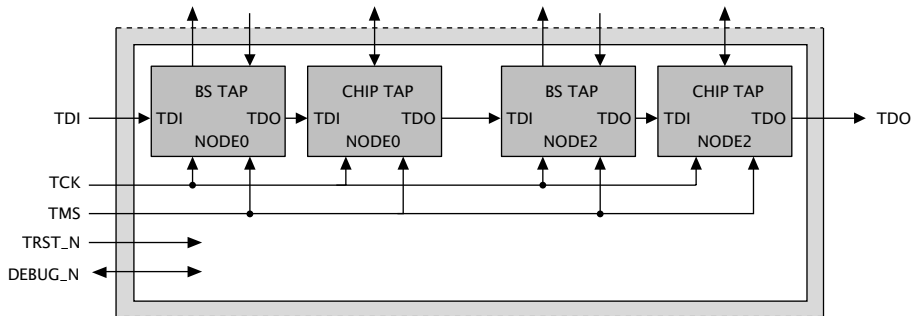 BS TAP CHIP TAP BS TAP CHIP TAP
TDI TDI TDO TDI TDO TDI TDO TDI TDO TDO
NODE0 NODE0 NODE2 NODE2
TCK
TMS
TRST_N
DEBUG_N